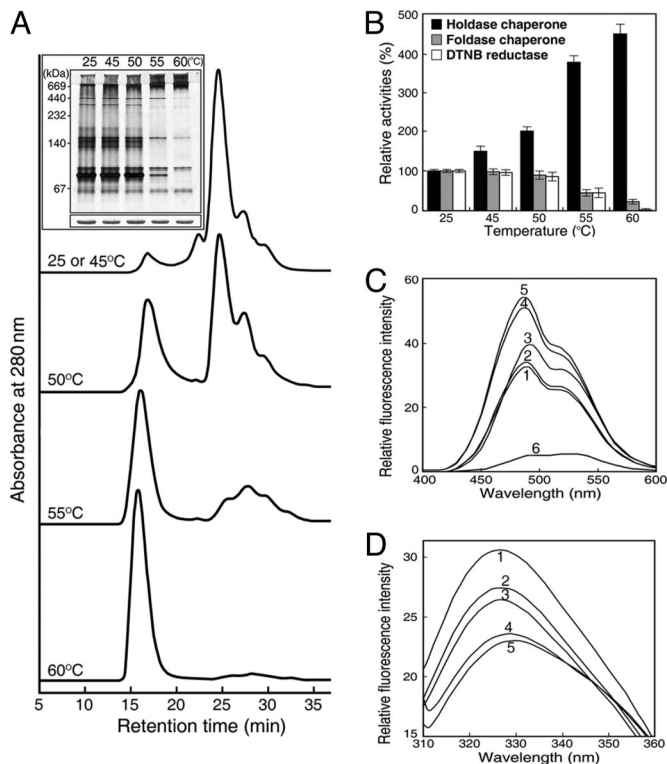 A
25 45 50 55 60(°C)
(kDa)
669
440
232
140
67
25 or 45°C
50°C
55°C
60°C
Absorbance at 280 nm
5 10 15 20 25 30 35
Retention time (min)
B
Holdase chaperone
Foldase chaperone
DTNB reductase
Relative activities (%)
500
400
300
200
100
0
25 45 50 55 60
Temperature (°C)
C
Relative fluorescence intensity
60
40
20
0
5
4
3
2
1
6
400 450 500 550 600
Wavelength (nm)
D
Relative fluorescence intensity
30
25
20
15
1
2
3
4
5
310 320 330 340 350 360
Wavelength (nm)